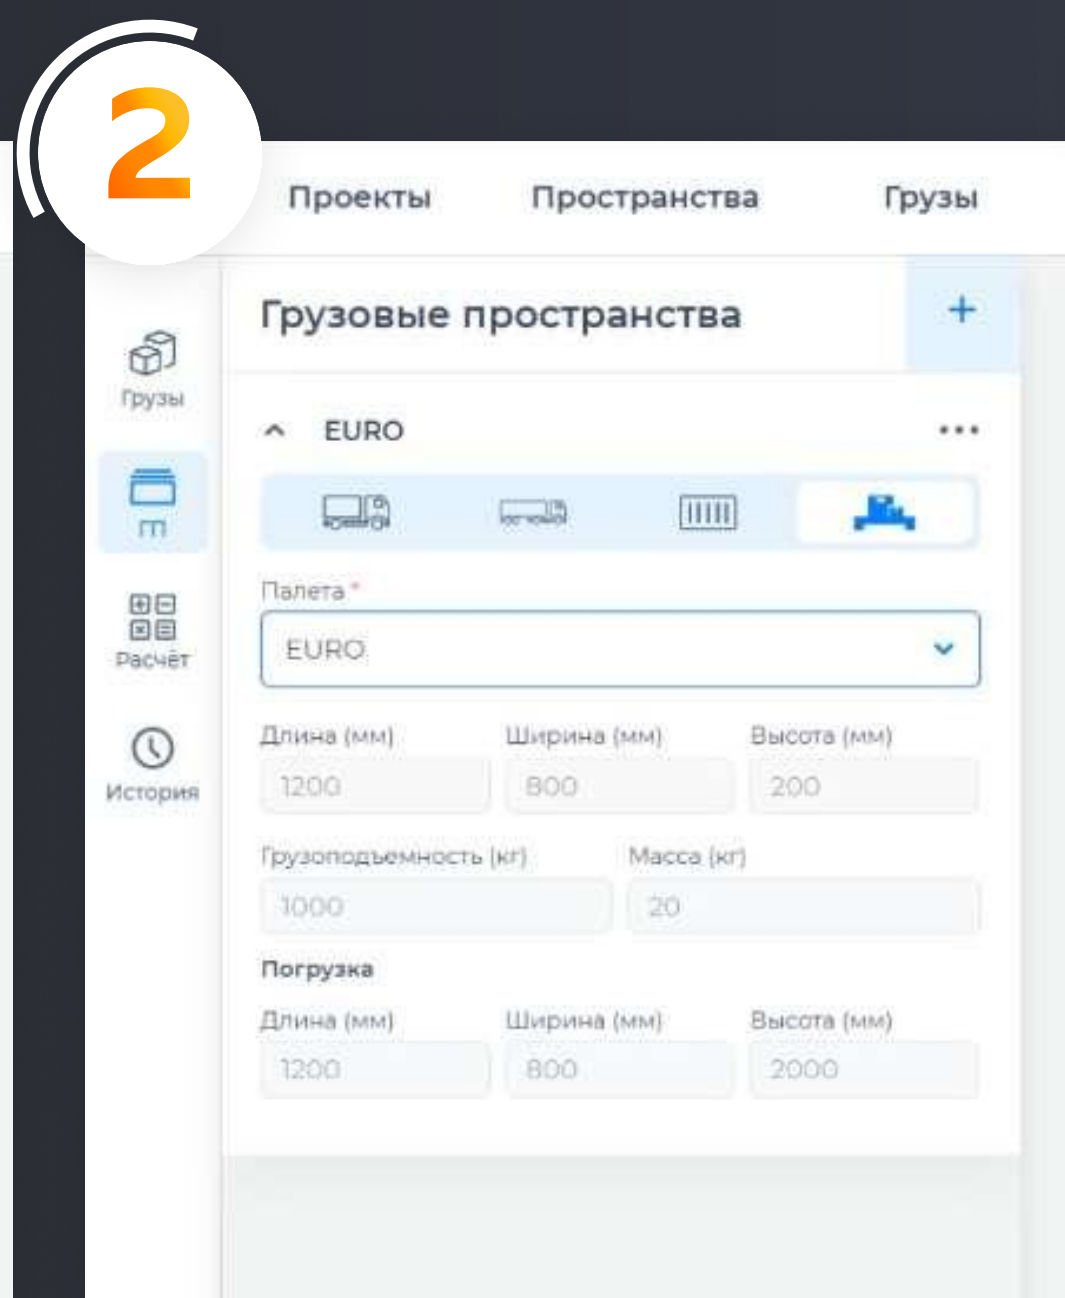 2
Проекты Пространства Грузы
Грузовые пространства +
Грузы
EURO
ГП
Палета *
EURO
Расчёт
Длина (мм) Ширина (мм) Высота (мм)
1200 800 200
История
Грузоподъемность (кг) Масса (кг)
1000 20
Погрузка
Длина (мм) Ширина (мм) Высота (мм)
1200 800 2000